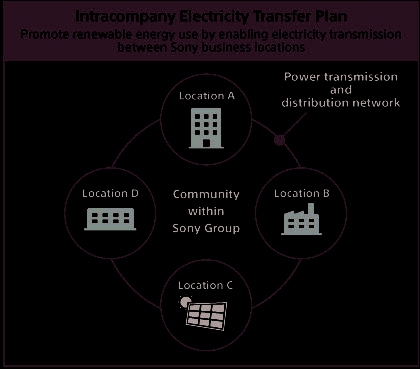 Intracompany Electricity Transfer Plan
Promote renewable energy use by enabling electricity transmission
between Sony business locations
Power transmission
and
distribution network
Location A
Location D
Community
within
Sony Group
Location B
Location C